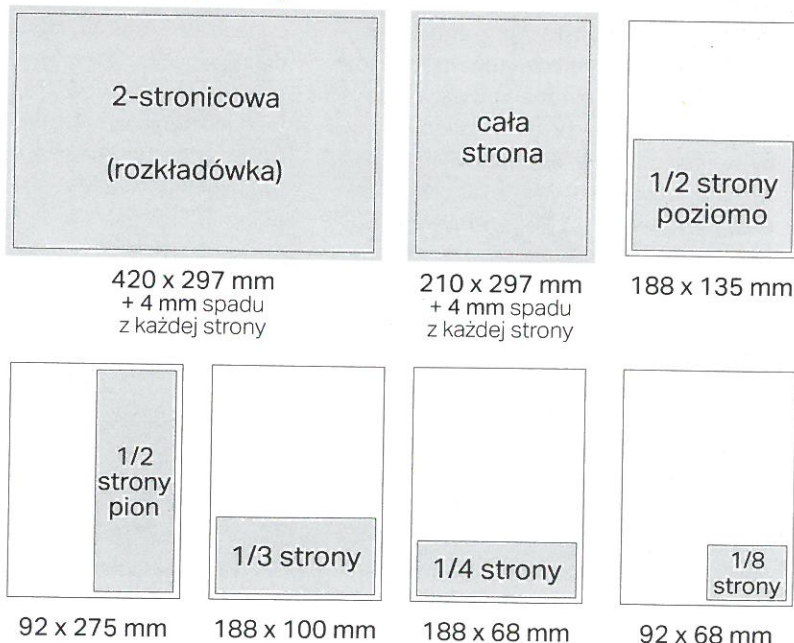 2-stronicowa
(rozkładówka)
420 x 297 mm
+ 4 mm spadu
z każdej strony
cała
strona
210 x 297 mm
+ 4 mm spadu
z każdej strony
1/2 strony
poziomo
188 x 135 mm
1/2
strony
pion
92 x 275 mm
1/3 strony
188 x 100 mm
1/4 strony
188 x 68 mm
1/8
strony
92 x 68 mm